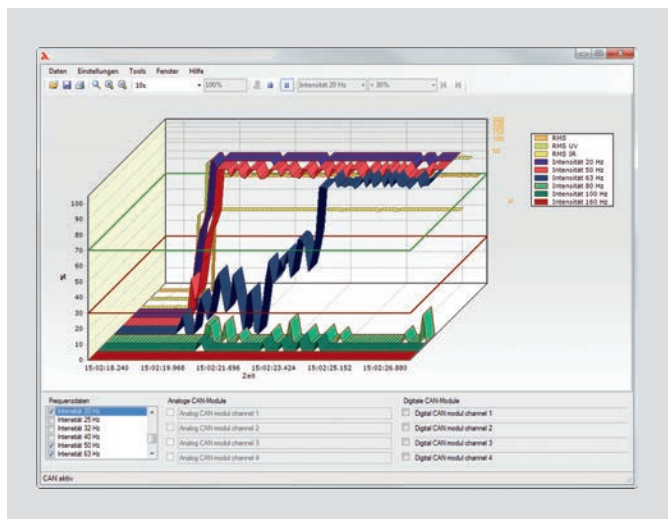 Daten Einstellungen Tools Fenster Hilfe
10s 100% Intensität 20 Hz < 30%
RHS
RHS UV
RHS IR
Intensität 20 Hz
Intensität 50 Hz
Intensität 63 Hz
Intensität 80 Hz
Intensität 100 Hz
Intensität 160 Hz
100
90
80
70
60
50
40
30
20
10
0
%
15:02:18.240 15:02:19.968 15:02:21.696 15:02:23.424 15:02:25.152 15:02:26.880
Zeit
Frequenzdaten Analoge CAN-Module Digitale CAN-Module
Intensität 20 Hz
Intensität 25 Hz
Intensität 32 Hz
Intensität 40 Hz
Intensität 50 Hz
Intensität 63 Hz
Analog CAN modul channel 1
Analog CAN modul channel 2
Analog CAN modul channel 3
Analog CAN modul channel 4
Digital CAN modul channel 1
Digital CAN modul channel 2
Digital CAN modul channel 3
Digital CAN modul channel 4
CAN aktiv